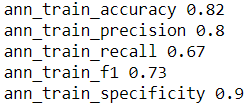 ann_train_accuracy 0.82
ann_train_precision 0.8
ann_train_recall 0.67
ann_train_f1 0.73
ann_train_specificity 0.9